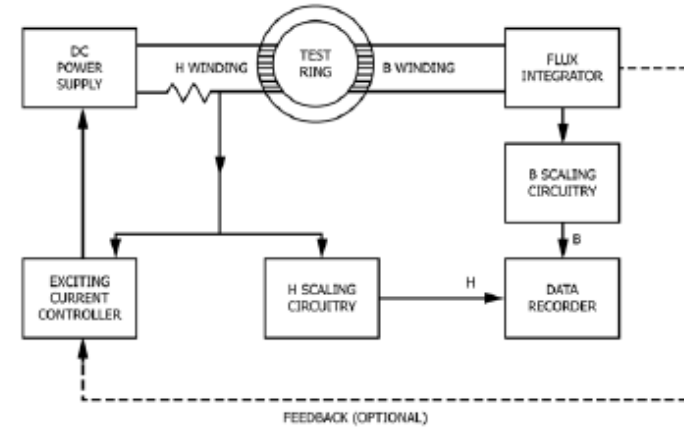 DC
POWER
SUPPLY
H WINDING
TEST
RING
B WINDING
FLUX
INTEGRATOR
B SCALING
CIRCUITRY
B
EXCITING
CURRENT
CONTROLLER
H SCALING
CIRCUITRY
H
DATA
RECORDER
FEEDBACK (OPTIONAL)